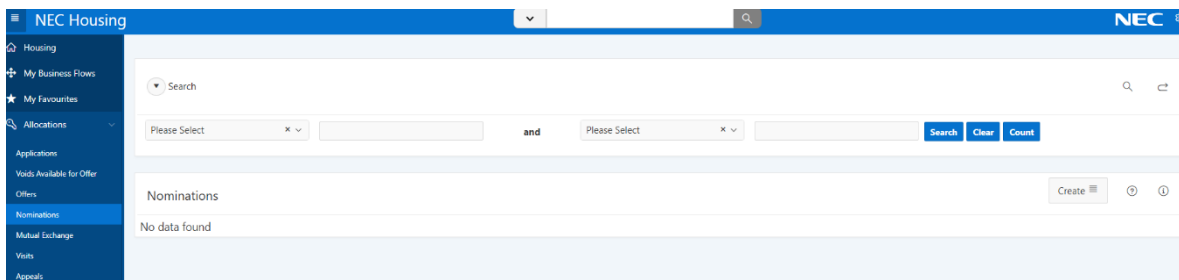 NEC Housing
NEC
Housing
My Business Flows
My Favourites
Allocations
Applications
Voids Available for Offer
Offers
Nominations
Mutual Exchange
Visits
Appeals
Search
Please Select
and
Please Select
Search Clear Count
Nominations
Create
No data found